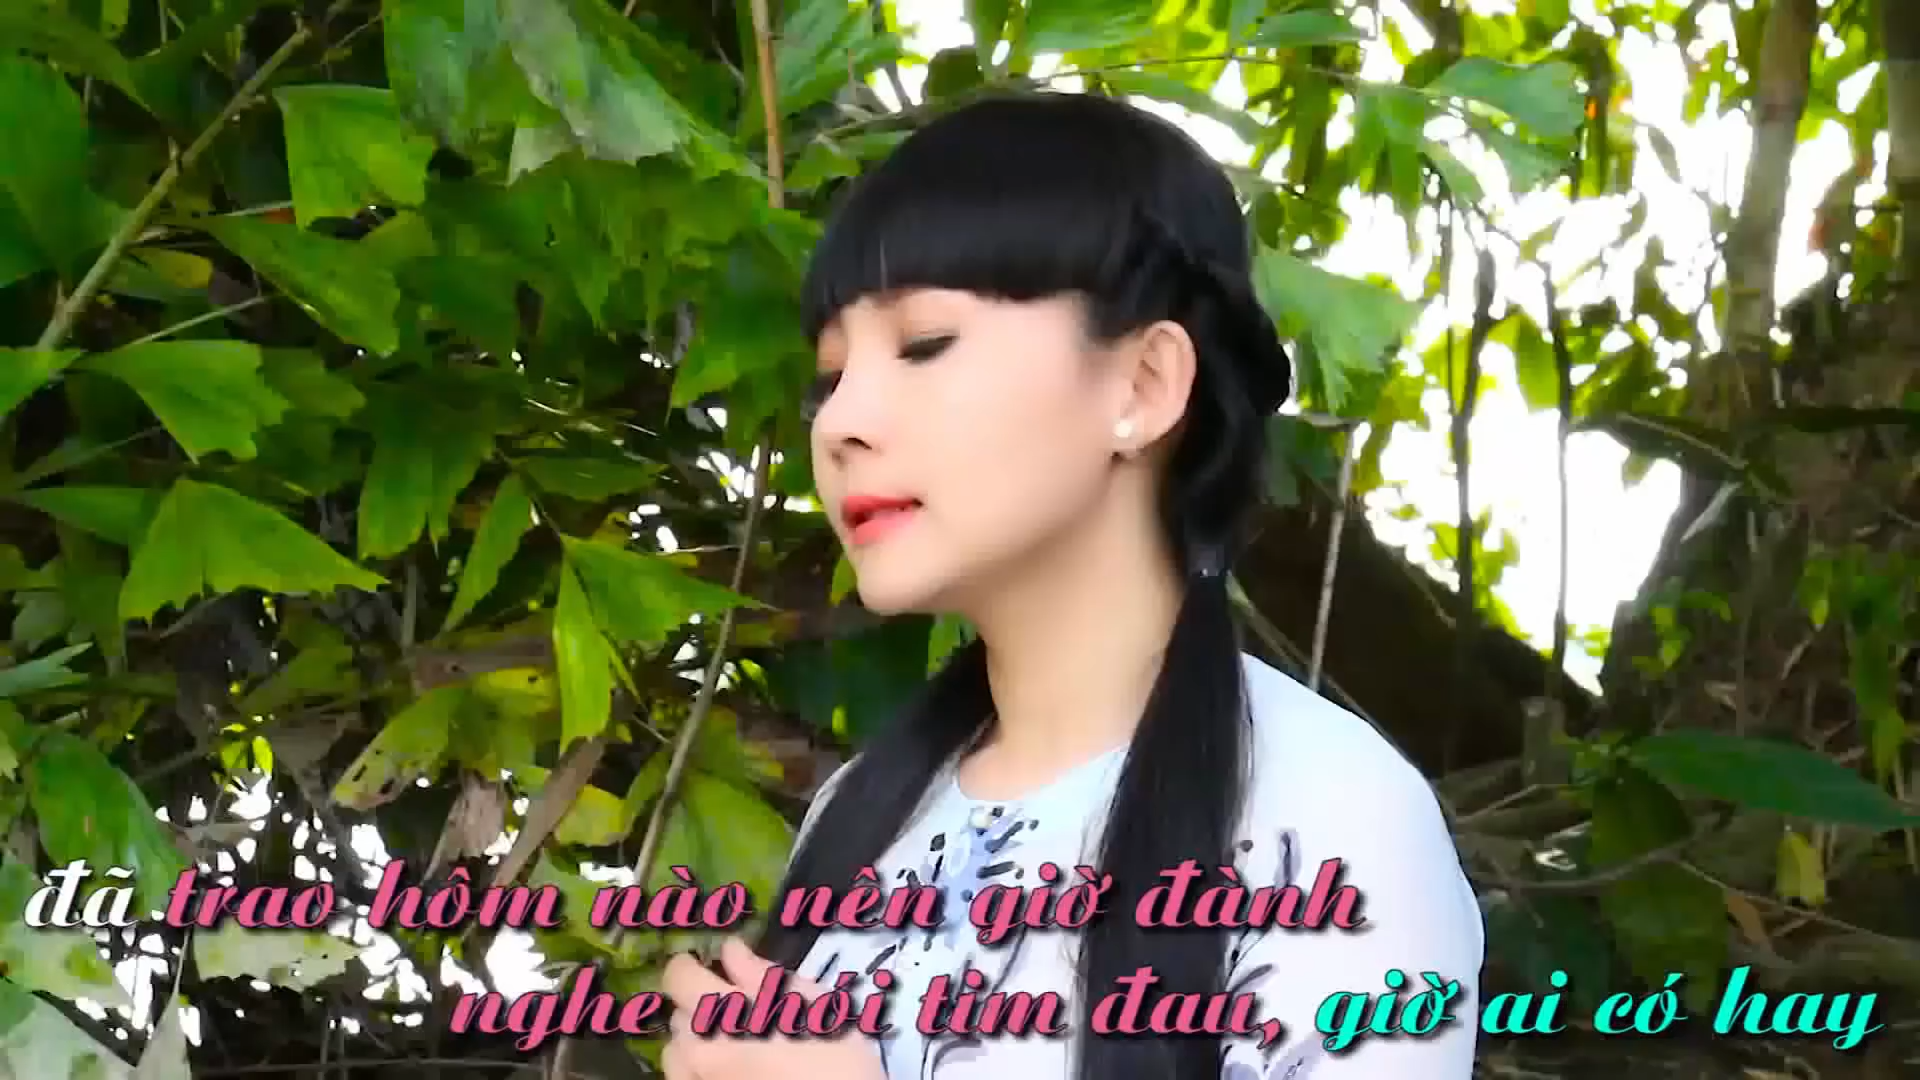 đã trao hôm nào nên giờ đành
nghe nhói tim đau, giờ ai có hay